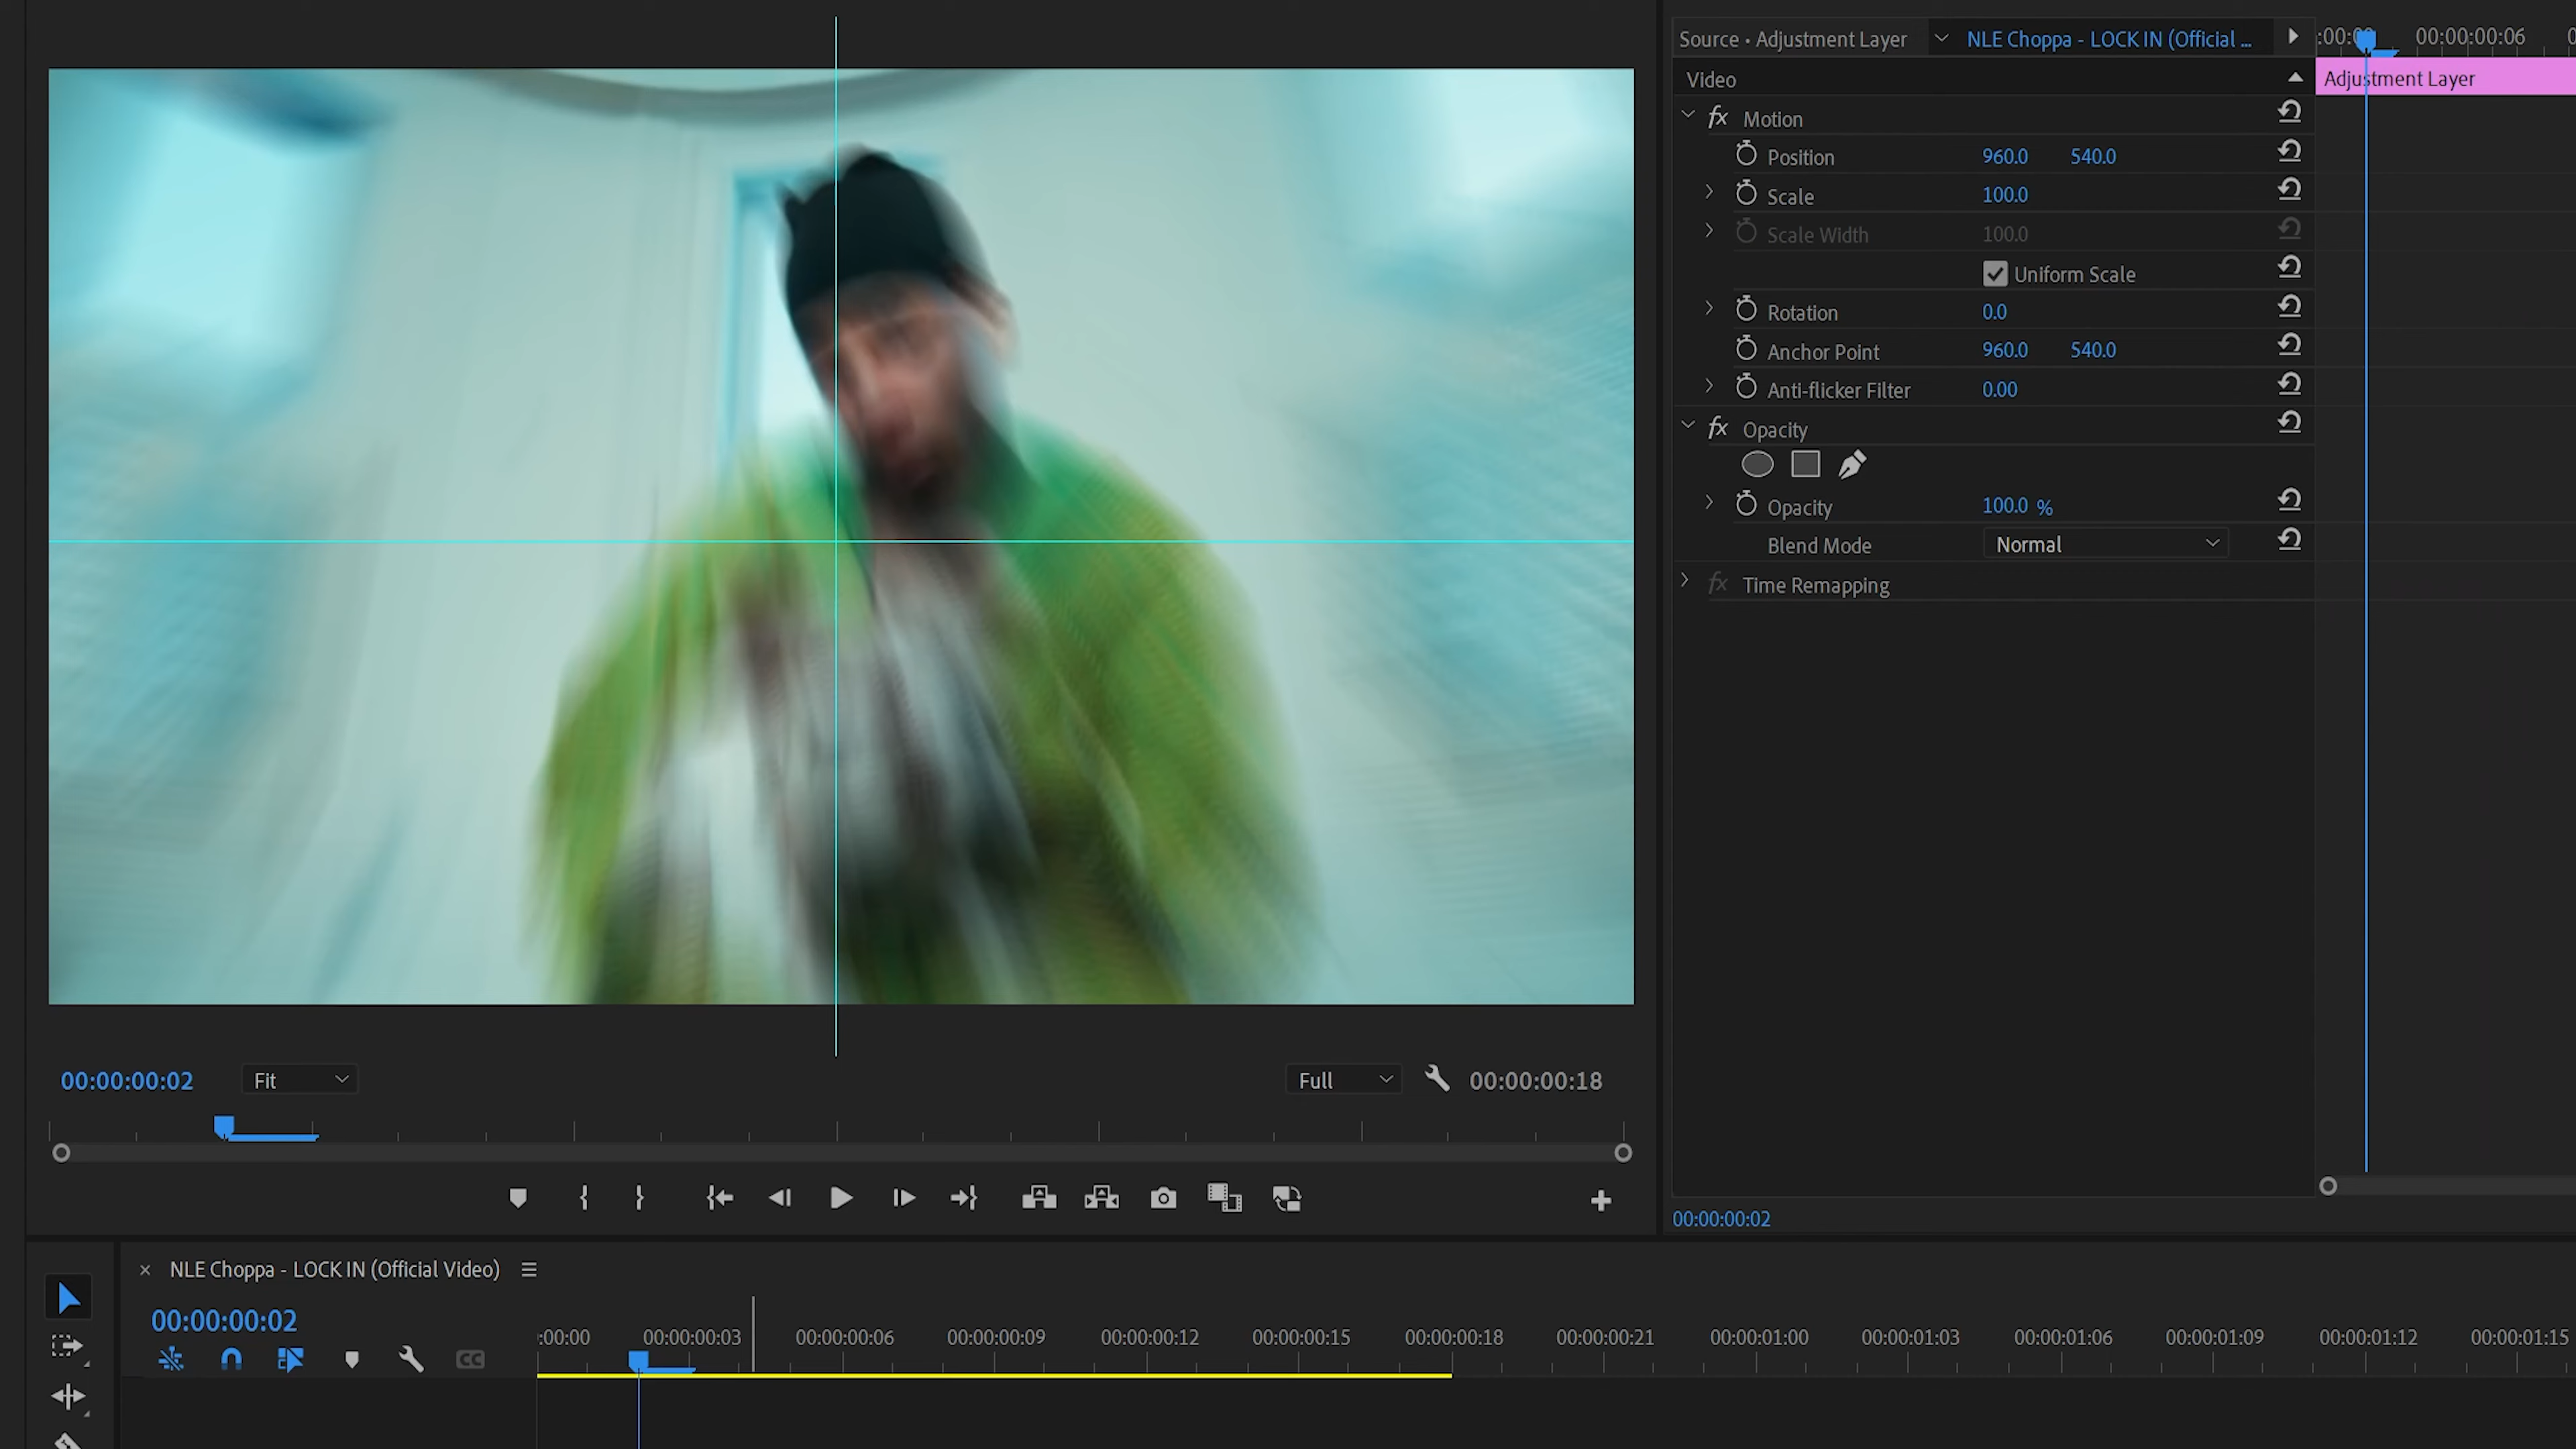 Source • Adjustment Layer
NLE Choppa - LOCK IN (Official ...
:00:00
00:00:00:06
Video
Adjustment Layer
fx Motion
Position 960.0 540.0
Scale 100.0
Scale Width 100.0
Uniform Scale
Rotation 0.0
Anchor Point 960.0 540.0
Anti-flicker Filter 0.00
fx Opacity
Opacity 100.0 %
Blend Mode Normal
fx Time Remapping
00:00:00:02
Fit
Full
00:00:00:18
00:00:00:02
NLE Choppa - LOCK IN (Official Video)
00:00:00:02
:00:00 00:00:00:03 00:00:00:06 00:00:00:09 00:00:00:12 00:00:00:15 00:00:00:18 00:00:00:21 00:00:01:00 00:00:01:03 00:00:01:06 00:00:01:09 00:00:01:12 00:00:01:15
CC